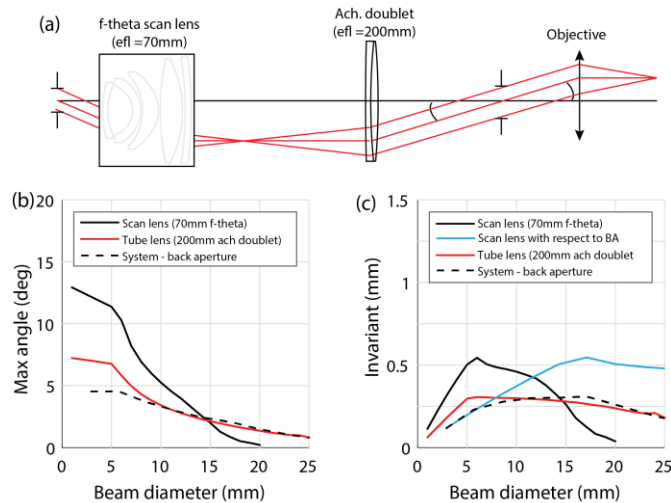 (a)
f-theta scan lens
(efl =70mm)
Ach. doublet
(efl =200mm)
Objective
(b)
Max angle (deg)
20
15
10
5
0
Scan lens (70mm f-theta)
Tube lens (200mm ach doublet)
System - back aperture
0 5 10 15 20 25
Beam diameter (mm)
(c)
Invariant (mm)
1.5
1
0.5
0
Scan lens (70mm f-theta)
Scan lens with respect to BA
Tube lens (200mm ach doublet
System - back aperture
0 5 10 15 20 25
Beam diameter (mm)